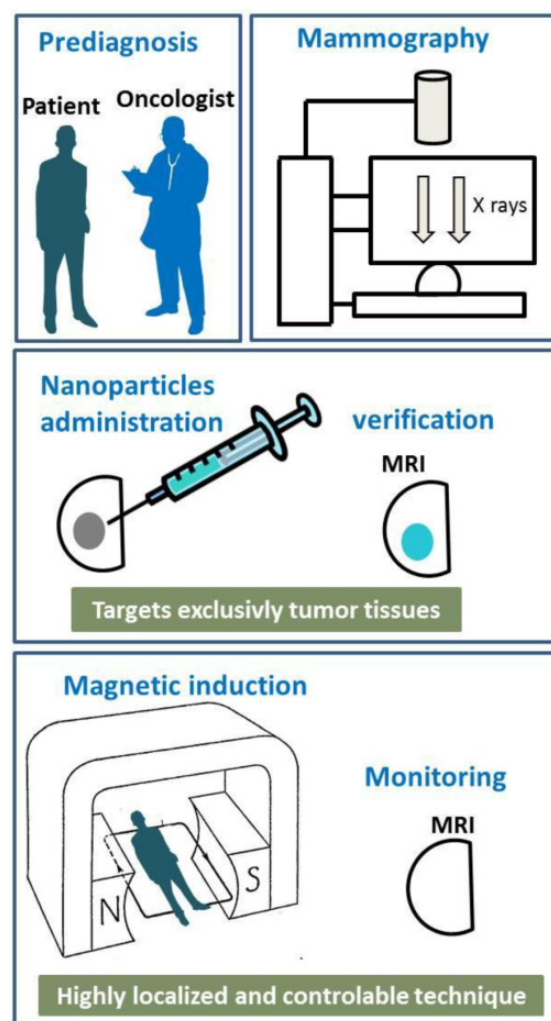 Prediagnosis
Patient
Oncologist
Mammography
X rays
Nanoparticles
administration
verification
MRI
Targets exclusivly tumor tissues
Magnetic induction
N
S
Monitoring
MRI
Highly localized and controlable technique